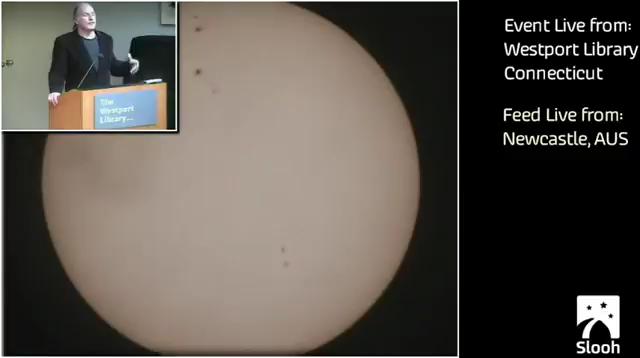 Event Live from:
Westport Library
Connecticut
Feed Live from:
Newcastle, AUS
The
Westport
Library...
Slooh